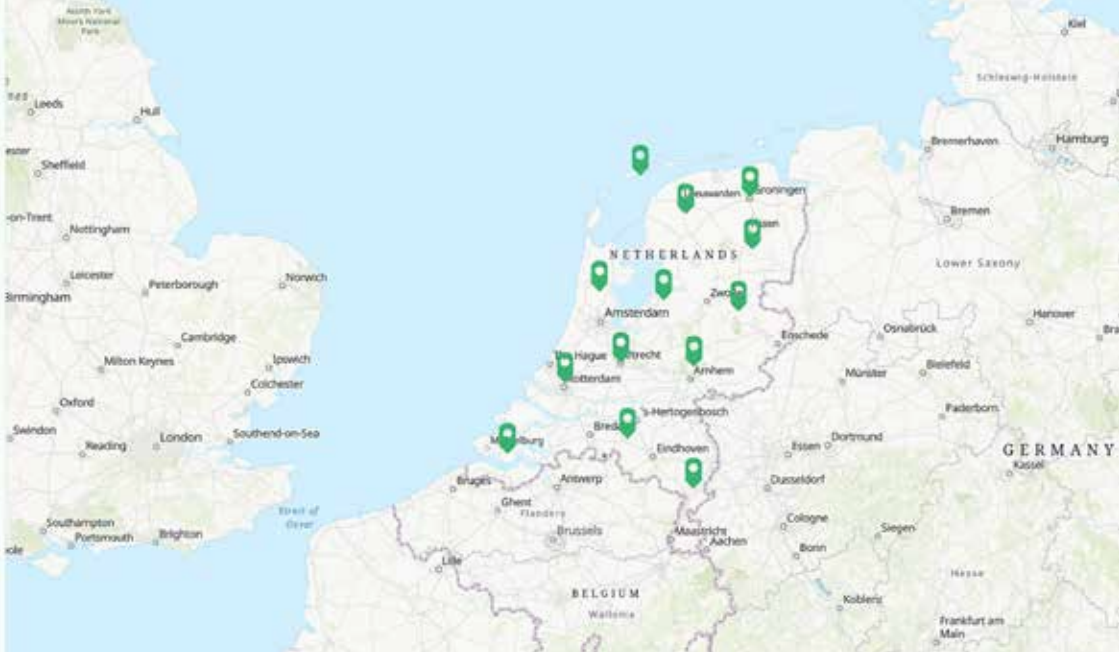 North York
Moors National
Park
Kiel
Schleswig-Holstein
Leeds
Hull
Hamburg
Bremerhaven
Sheffield
Leeuwarden
Groningen
Bremen
-on-Trent
Nottingham
NETHERLANDS
Lower Saxony
Leicester
Peterborough
Norwich
Birmingham
Amsterdam
Hanover
Cambridge
Enschede
Osnabrück
Milton Keynes
Ipswich
Hague
Utrecht
Arnhem
Bielefeld
Münster
Colchester
Rotterdam
Oxford
's-Hertogenbosch
Paderborn
Swindon
Reading
London
Southend-on-Sea
Breda
Eindhoven
Essen
Dortmund
GERMANY
Kassel
Bruges
Antwerp
Dusseldorf
Ghent
Flanders
Strait of
Dover
Southampton
Portsmouth
Brighton
Brussels
Maastricht
Aachen
Cologne
Siegen
Bonn
Lille
Hesse
BELGIUM
Wallonia
Koblenz
Frankfurt am
Main